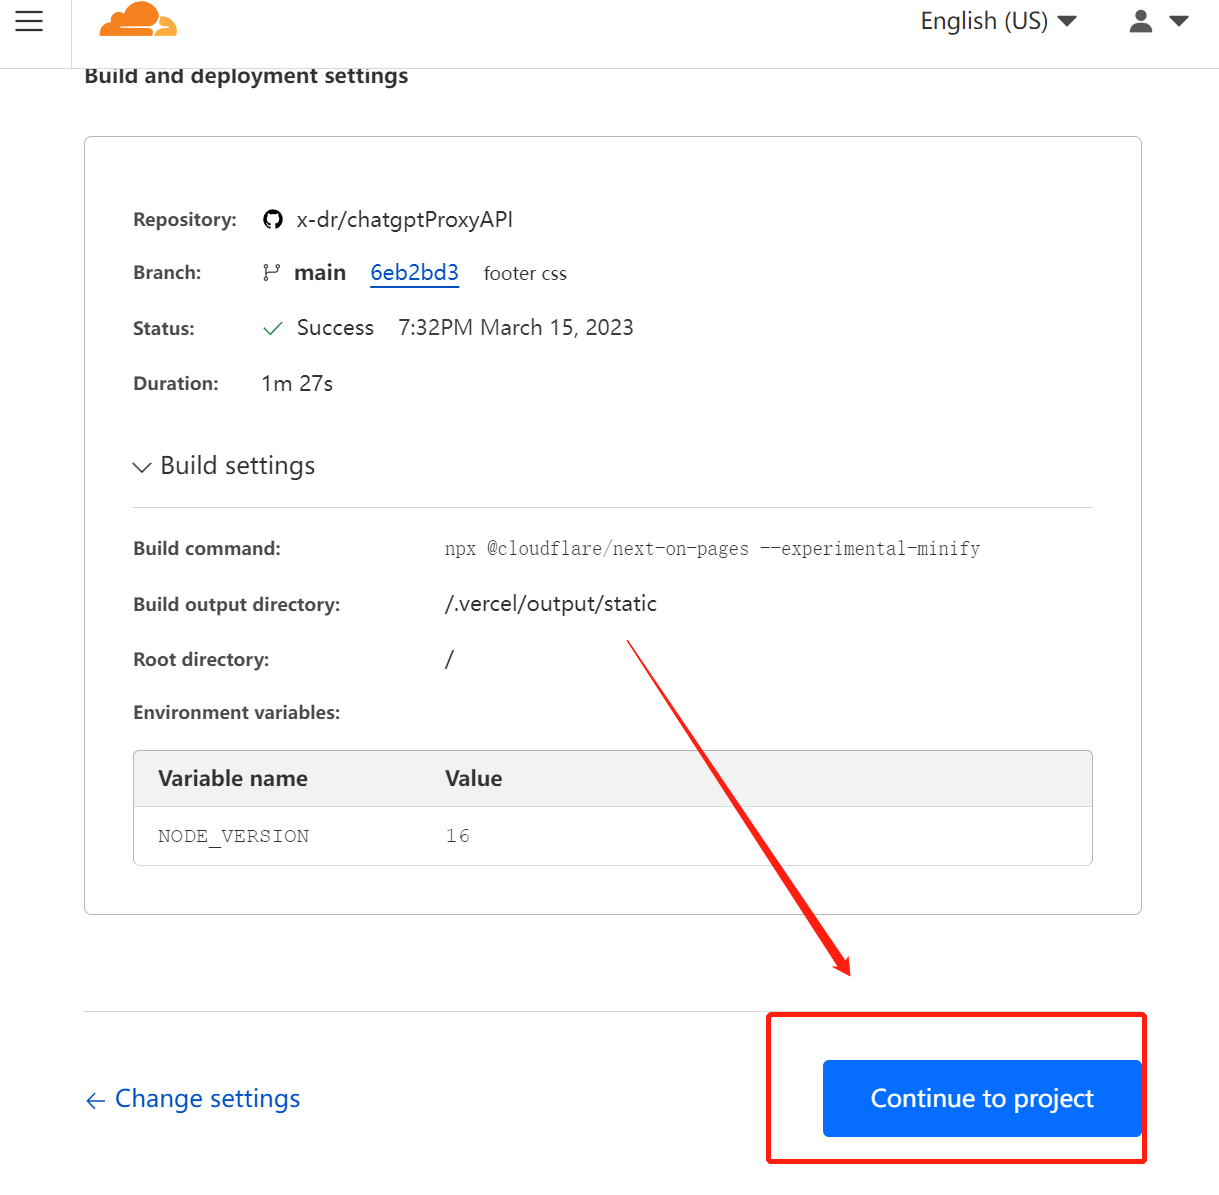 English (US)
Build and deployment settings
Repository: x-dr/chatgptProxyAPI
Branch: main 6eb2bd3 footer css
Status: Success 7:32PM March 15, 2023
Duration: 1m 27s
Build settings
Build command: npx @cloudflare/next-on-pages --experimental-minify
Build output directory: /.vercel/output/static
Root directory: /
Environment variables:
Variable name Value
NODE_VERSION 16
← Change settings Continue to project